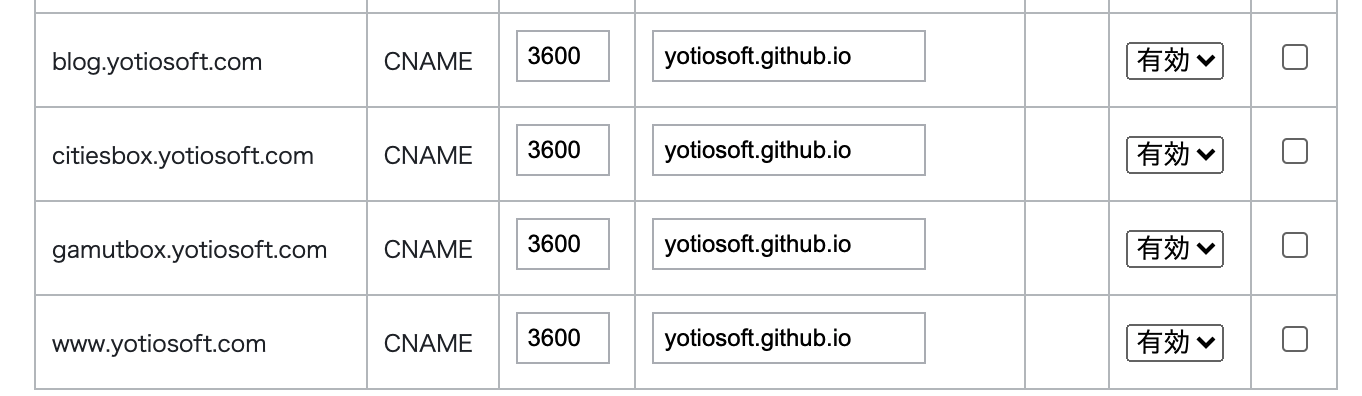 blog.yotiosoft.com CNAME 3600 yotiosoft.github.io 有効
citiesbox.yotiosoft.com CNAME 3600 yotiosoft.github.io 有効
gamutbox.yotiosoft.com CNAME 3600 yotiosoft.github.io 有効
www.yotiosoft.com CNAME 3600 yotiosoft.github.io 有効